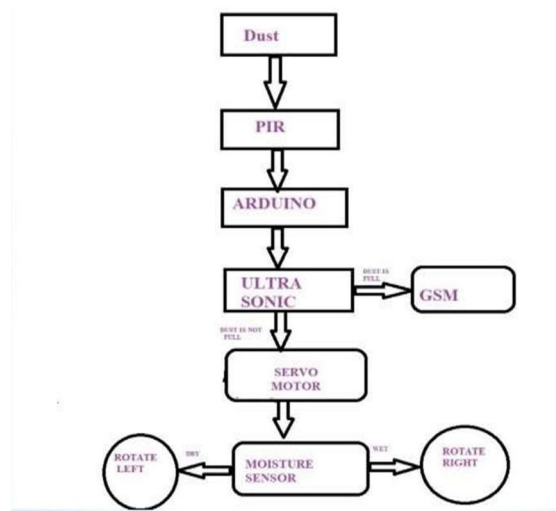 Dust
PIR
ARDUINO
ULTRA
SONIC
DUST IS
FULL
GSM
DUST IS NOT
FULL
SERVO
MOTOR
MOISTURE
SENSOR
DRY
ROTATE
LEFT
WET
ROTATE
RIGHT